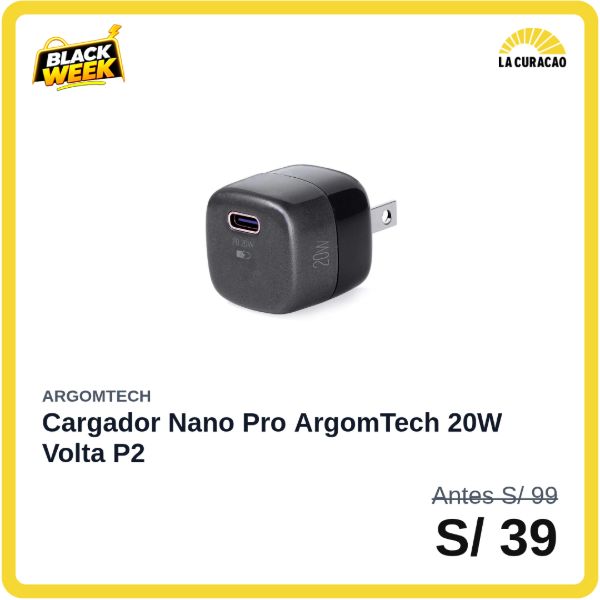 BLACK
WEEK
LA CURACAO
20W
ARGOMTECH
Cargador Nano Pro ArgomTech 20W
Volta P2
Antes S/ 99
S/ 39